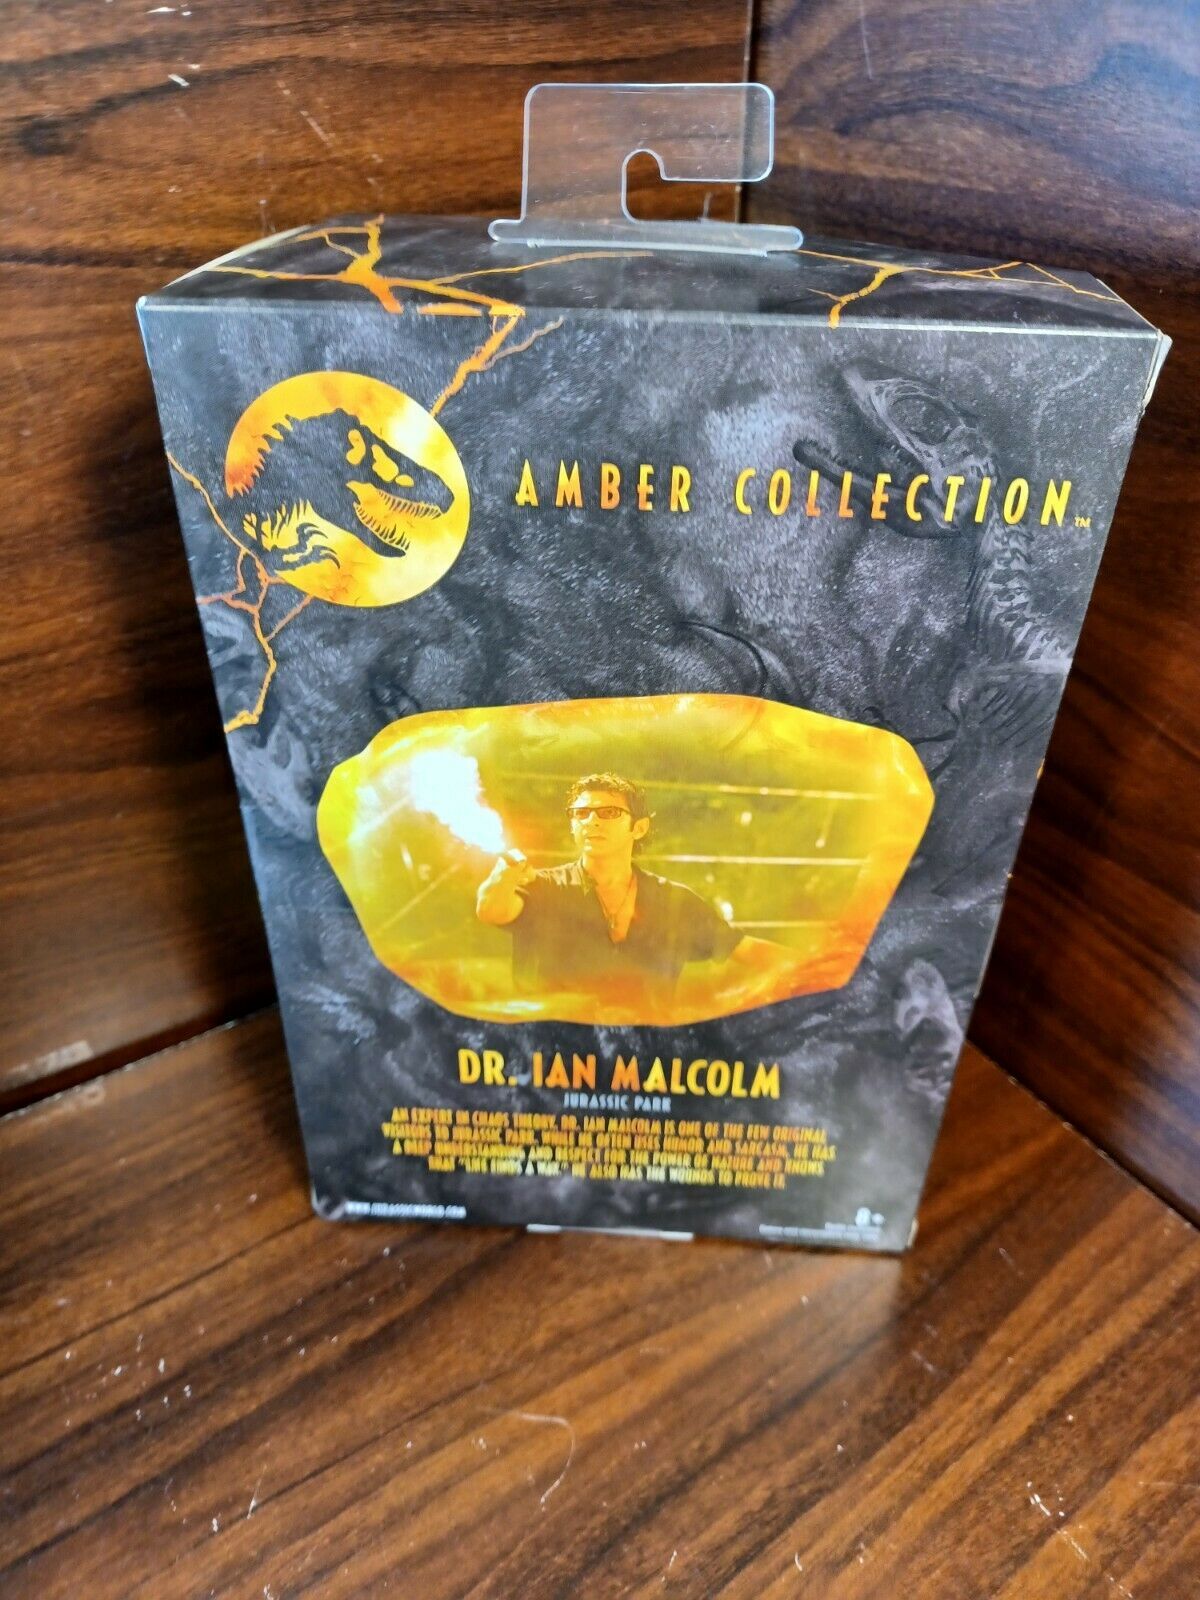 AMBER COLLECTION™
DR. IAN MALCOLM
JURASSIC PARK
AN EXPERT IN CHAOS THEORY, DR. IAN MALCOLM IS ONE OF THE FEW ORIGINAL
VISITORS TO JURASSIC PARK. WHILE HE OFTEN USES HUMOR AND SARCASM, HE HAS
A DEEP UNDERSTANDING AND RESPECT FOR THE POWER OF NATURE AND KNOWS
THAT "LIFE FINDS A WAY." HE ALSO HAS THE WOUNDS TO PROVE IT.
WWW.JURASSICWORLD.COM
8+